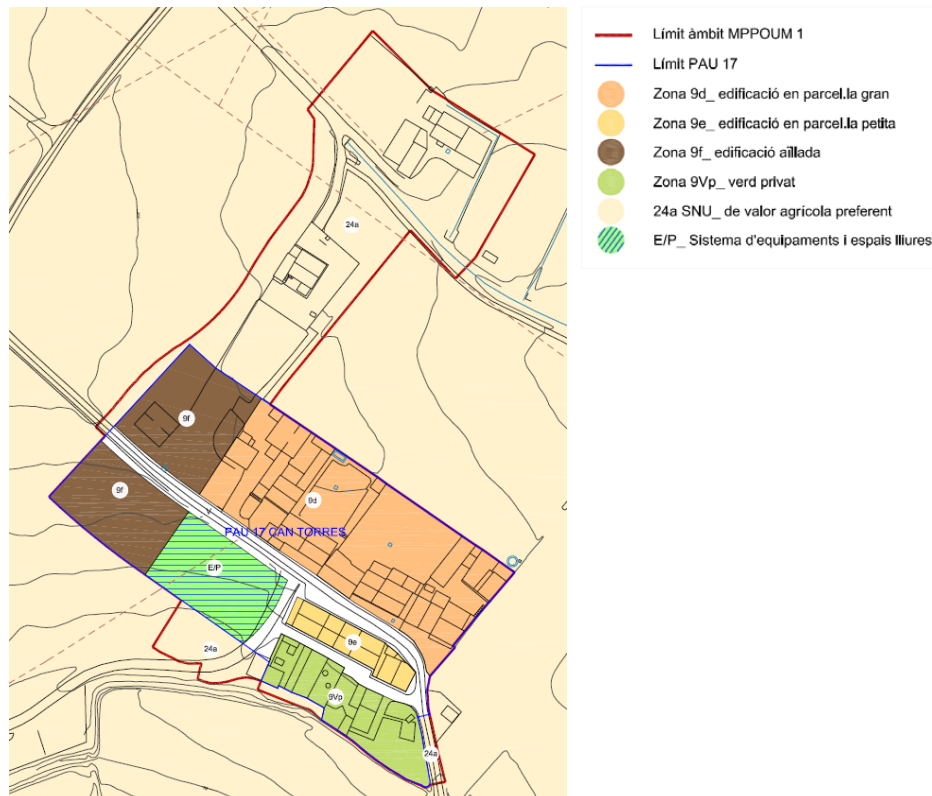 24a
9f
9f
9d
PAU 17 CAN TORRES
E/P
9e
24a
9Vp
24a
Límit àmbit MPPOUM 1
Límit PAU 17
Zona 9d_ edificació en parcel.la gran
Zona 9e_ edificació en parcel.la petita
Zona 9f_ edificació aïllada
Zona 9Vp_ verd privat
24a SNU_ de valor agrícola preferent
E/P_ Sistema d'equipaments i espais lliures